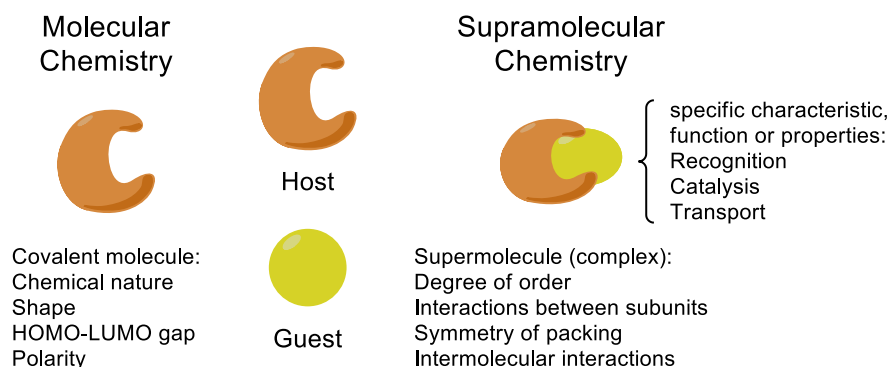 Molecular
Chemistry
Covalent molecule:
Chemical nature
Shape
HOMO-LUMO gap
Polarity
Host
Guest
Supramolecular
Chemistry
specific characteristic,
function or properties:
Recognition
Catalysis
Transport
Supermolecule (complex):
Degree of order
Interactions between subunits
Symmetry of packing
Intermolecular interactions